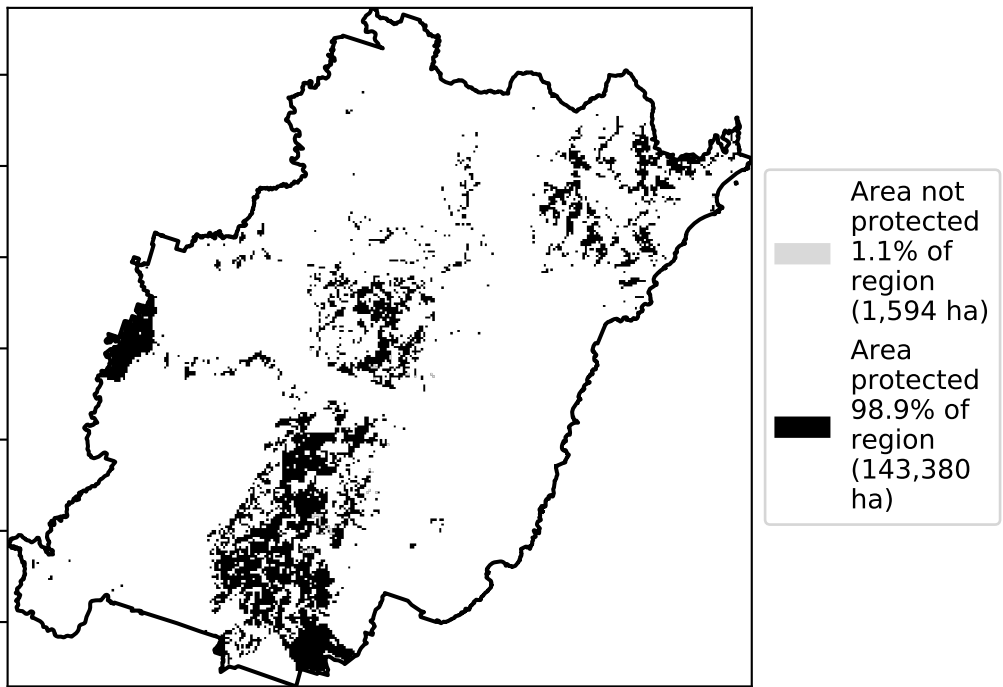 Area not
protected
1.1% of
region
(1,594 ha)
Area
protected
98.9% of
region
(143,380
ha)